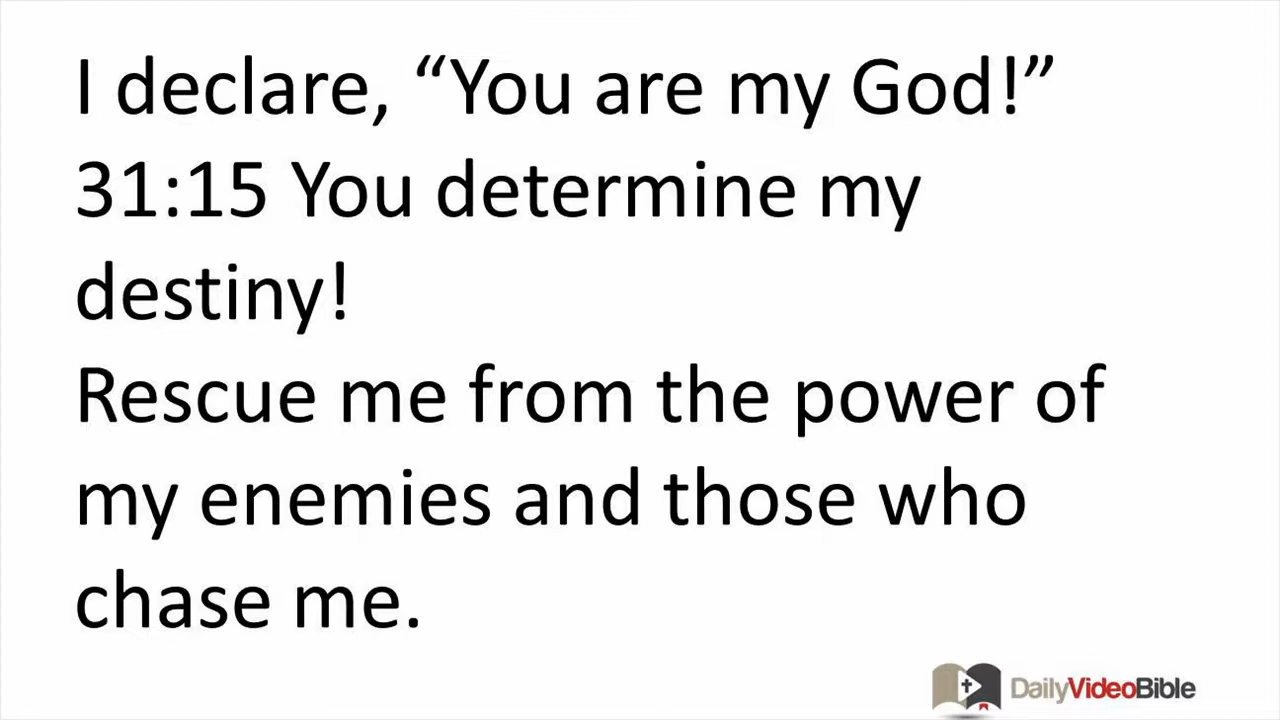 I declare, “You are my God!”
31:15 You determine my
destiny!
Rescue me from the power of
my enemies and those who
chase me.
DailyVideoBible